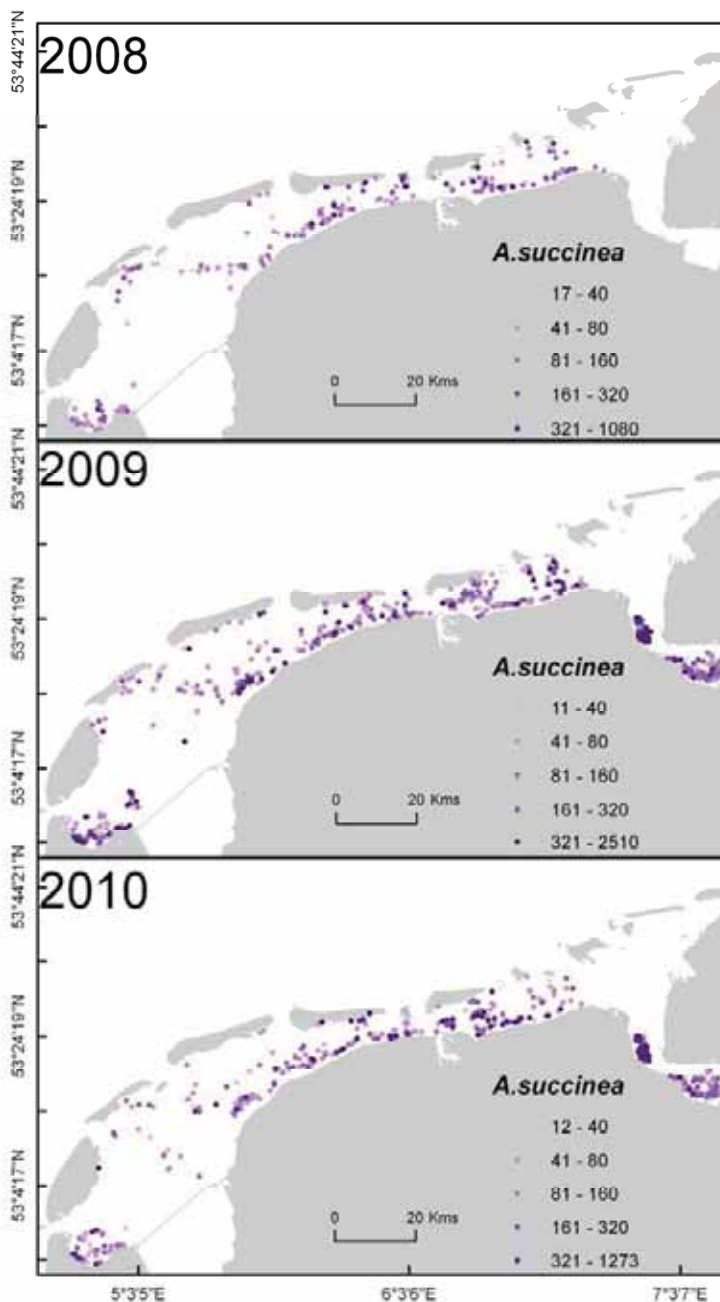 2008
53°44'21"N
53°24'19"N
53°4'17"N
A.succinea
17 - 40
41 - 80
81 - 160
161 - 320
321 - 1080
0 20 Kms
2009
53°44'21"N
53°24'19"N
53°4'17"N
A.succinea
11 - 40
41 - 80
81 - 160
161 - 320
321 - 2510
0 20 Kms
2010
53°44'21"N
53°24'19"N
53°4'17"N
A.succinea
12 - 40
41 - 80
81 - 160
161 - 320
321 - 1273
0 20 Kms
5°3'5"E 6°3'6"E 7°3'7"E